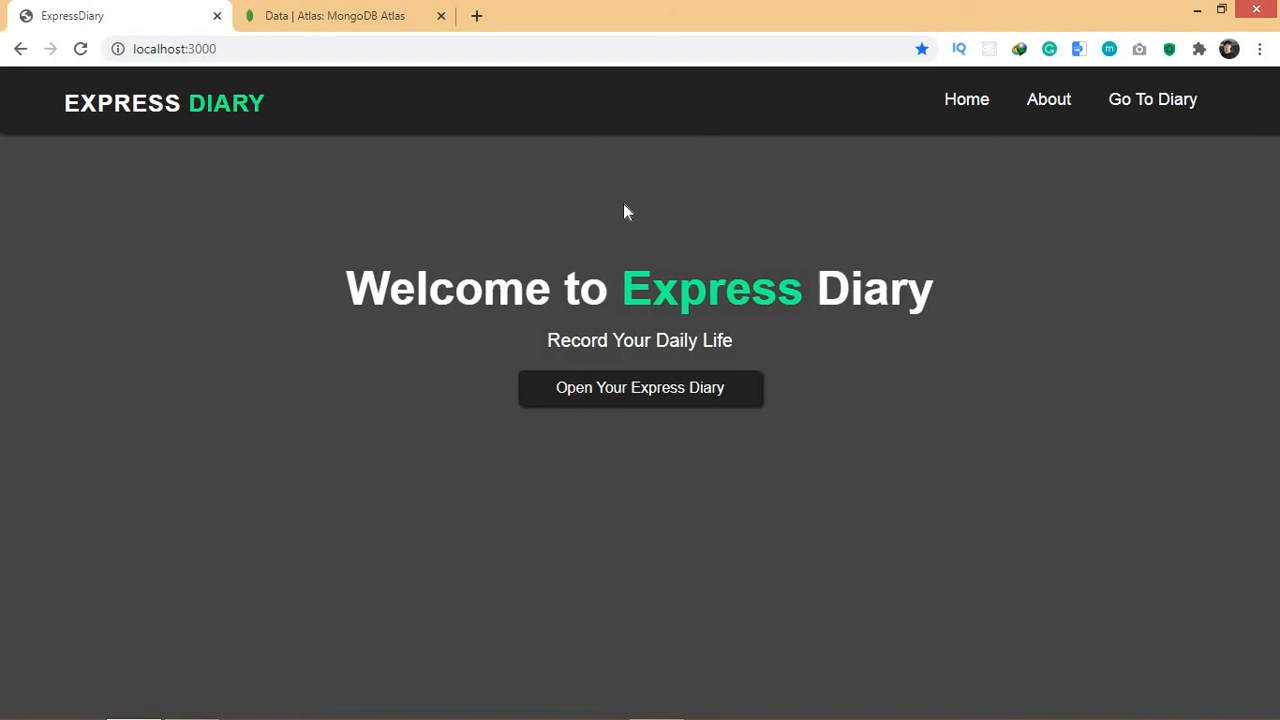 ExpressDiary
Data | Atlas: MongoDB Atlas
localhost:3000
EXPRESS DIARY
Home
About
Go To Diary
Welcome to Express Diary
Record Your Daily Life
Open Your Express Diary